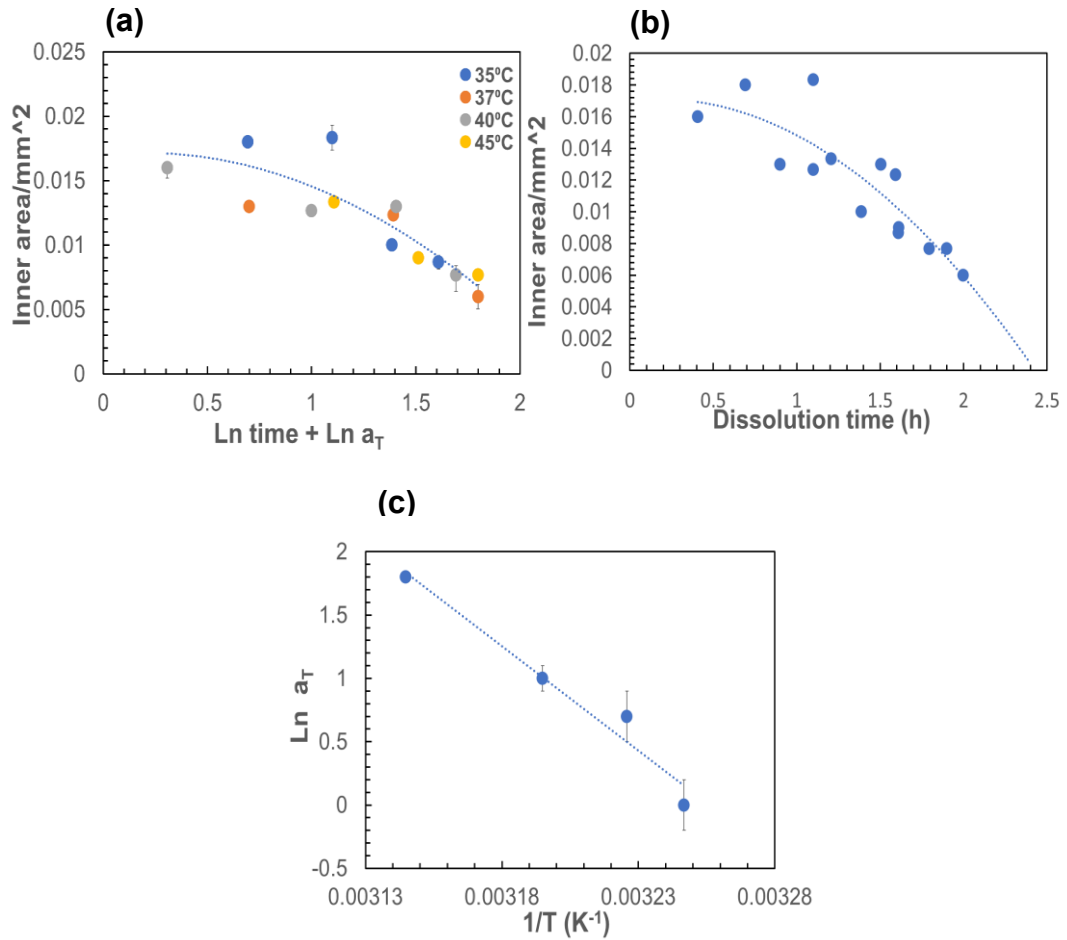 (a)
0.025
0.02
0.015
0.01
0.005
0
Inner area/mm^2
35⁰C
37⁰C
40⁰C
45⁰C
0 0.5 1 1.5 2
Ln time + Ln aT
(b)
0.02
0.018
0.016
0.014
0.012
0.01
0.008
0.006
0.004
0.002
0
Inner area/mm^2
0 0.5 1 1.5 2 2.5
Dissolution time (h)
(c)
2
1.5
1
0.5
0
-0.5
Ln aT
0.00313 0.00318 0.00323 0.00328
1/T (K⁻¹)